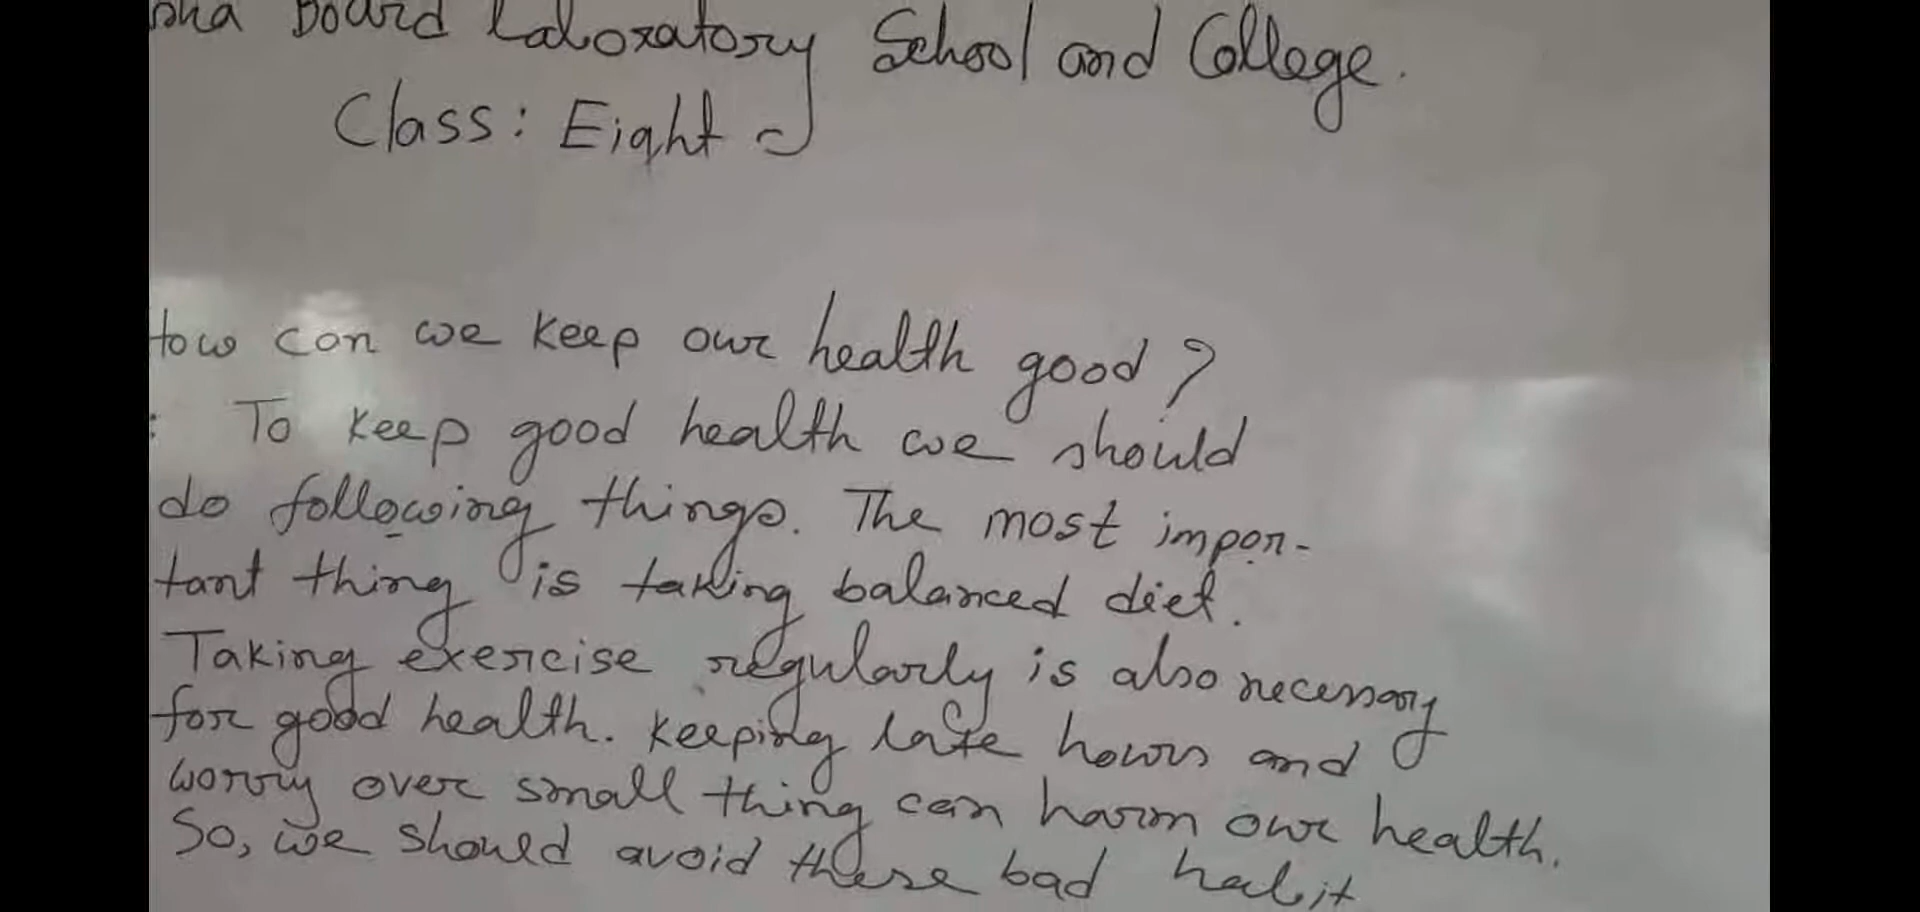 Board Laboratory School and College.
Class: Eight
How can we keep our health good?
: To keep good health we should
do following things. The most impor-
tant thing is taking balanced diet.
Taking exercise regularly is also necessary
for good health. Keeping late hours and
worry over small thing can harm our health.
So, we should avoid these bad habit